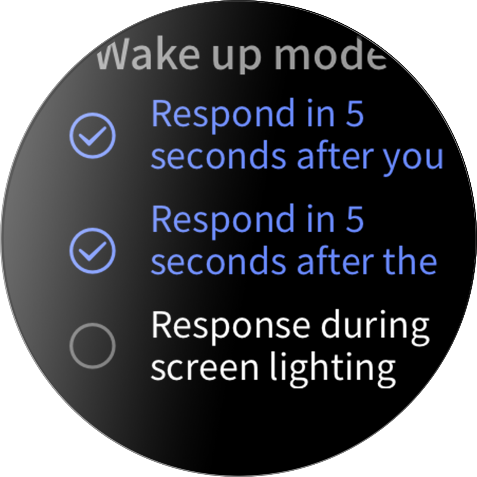 Wake up mode
Respond in 5
seconds after you
Respond in 5
seconds after the
Response during
screen lighting